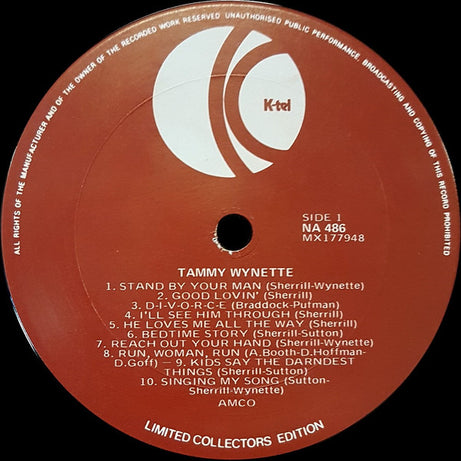 ALL RIGHTS OF THE MANUFACTURER AND OF THE OWNER OF THE RECORDED WORK RESERVED UNAUTHORISED PUBLIC PERFORMANCE, BROADCASTING AND COPYING OF THIS RECORD PROHIBITED
K-tel
SIDE 1
NA 486
MX177948
TAMMY WYNETTE
1. STAND BY YOUR MAN (Sherrill-Wynette)
2. GOOD LOVIN' (Sherrill)
3. D-I-V-O-R-C-E (Braddock-Putman)
4. I'LL SEE HIM THROUGH (Sherrill)
5. HE LOVES ME ALL THE WAY (Sherrill)
6. BEDTIME STORY (Sherrill-Sutton)
7. REACH OUT YOUR HAND (Sherrill-Wynette)
8. RUN, WOMAN, RUN (A.Booth-D.Hoffman-
D.Goff) — 9. KIDS SAY THE DARNDEST
THINGS (Sherrill-Sutton)
10. SINGING MY SONG (Sutton-
Sherrill-Wynette)
AMCO
LIMITED COLLECTORS EDITION